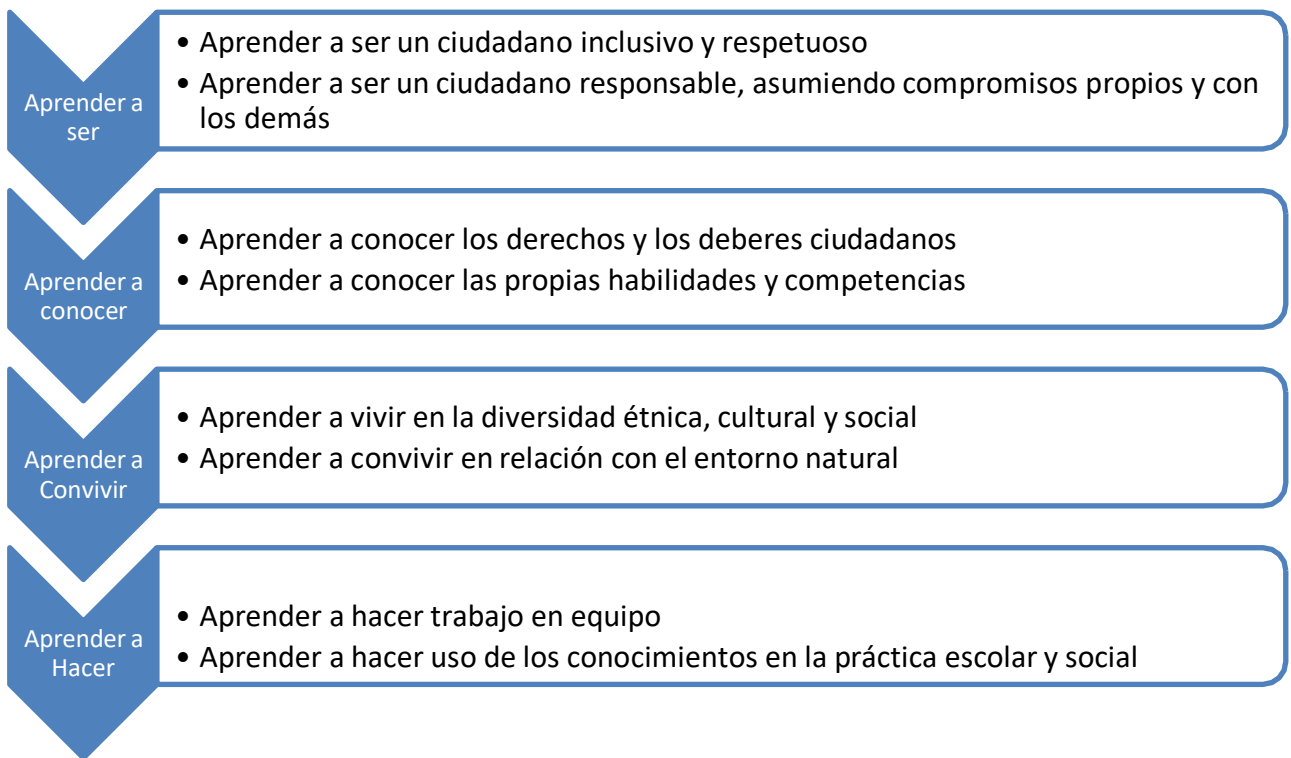 Aprender a
ser
• Aprender a ser un ciudadano inclusivo y respetuoso
• Aprender a ser un ciudadano responsable, asumiendo compromisos propios y con
los demás
Aprender a
conocer
• Aprender a conocer los derechos y los deberes ciudadanos
• Aprender a conocer las propias habilidades y competencias
Aprender a
Convivir
• Aprender a vivir en la diversidad étnica, cultural y social
• Aprender a convivir en relación con el entorno natural
Aprender a
Hacer
• Aprender a hacer trabajo en equipo
• Aprender a hacer uso de los conocimientos en la práctica escolar y social